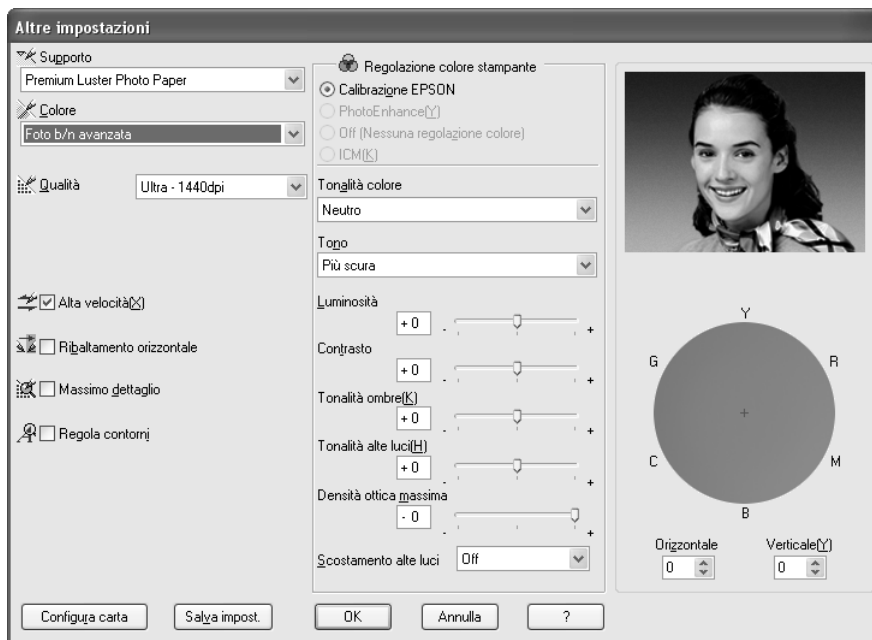 Altre impostazioni
Supporto
Premium Luster Photo Paper
Colore
Foto b/n avanzata
Qualità
Ultra - 1440dpi
Alta velocità(X)
Ribaltamento orizzontale
Massimo dettaglio
Regola contorni
Regolazione colore stampante
Calibrazione EPSON
PhotoEnhance(Y)
Off (Nessuna regolazione colore)
ICM(K)
Tonalità colore
Neutro
Tono
Più scura
Luminosità
+ 0
- +
Contrasto
+ 0
- +
Tonalità ombre(K)
+ 0
- +
Tonalità alte luci(H)
+ 0
- +
Densità ottica massima
- 0
- +
Scostamento alte luci Off
Y
G R
C M
B
Orizzontale Verticale(Y)
0 0
Configura carta Salva impost. OK Annulla ?